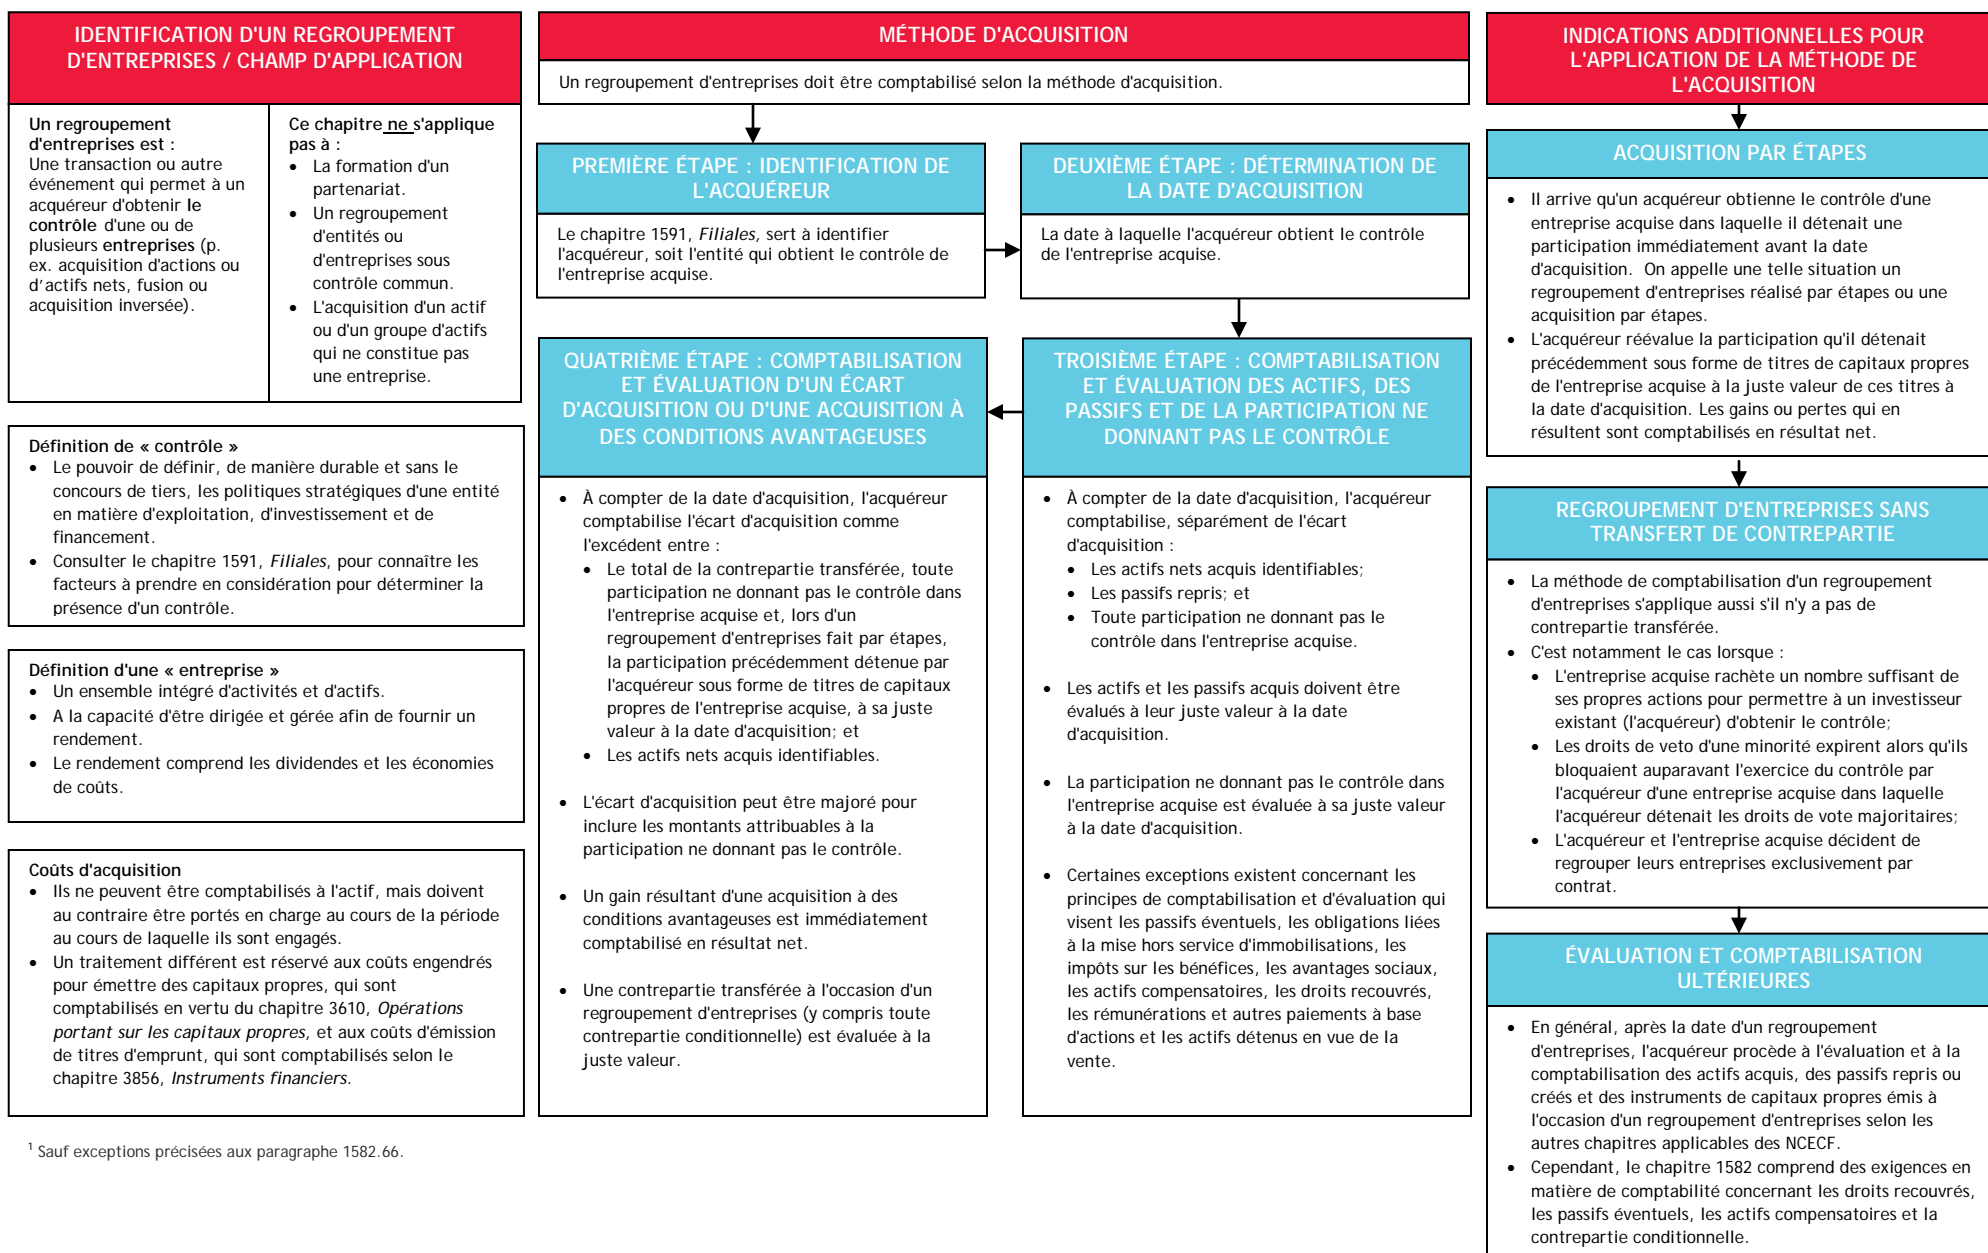 IDENTIFICATION D'UN REGROUPEMENT
D'ENTREPRISES / CHAMP D'APPLICATION
Un regroupement
d'entreprises est :
Une transaction ou autre
événement qui permet à un
acquéreur d'obtenir le
contrôle d'une ou de
plusieurs entreprises (p.
ex. acquisition d'actions ou
d’actifs nets, fusion ou
acquisition inversée).
Ce chapitre ne s'applique
pas à :
• La formation d'un
partenariat.
• Un regroupement
d'entités ou
d'entreprises sous
contrôle commun.
• L'acquisition d'un actif
ou d'un groupe d'actifs
qui ne constitue pas
une entreprise.
Définition de « contrôle »
• Le pouvoir de définir, de manière durable et sans le
concours de tiers, les politiques stratégiques d'une entité
en matière d'exploitation, d'investissement et de
financement.
• Consulter le chapitre 1591, Filiales, pour connaître les
facteurs à prendre en considération pour déterminer la
présence d'un contrôle.
Définition d'une « entreprise »
• Un ensemble intégré d'activités et d'actifs.
• A la capacité d'être dirigée et gérée afin de fournir un
rendement.
• Le rendement comprend les dividendes et les économies
de coûts.
Coûts d'acquisition
• Ils ne peuvent être comptabilisés à l'actif, mais doivent
au contraire être portés en charge au cours de la période
au cours de laquelle ils sont engagés.
• Un traitement différent est réservé aux coûts engendrés
pour émettre des capitaux propres, qui sont
comptabilisés en vertu du chapitre 3610, Opérations
portant sur les capitaux propres, et aux coûts d'émission
de titres d'emprunt, qui sont comptabilisés selon le
chapitre 3856, Instruments financiers.
¹ Sauf exceptions précisées aux paragraphe 1582.66.
MÉTHODE D'ACQUISITION
Un regroupement d'entreprises doit être comptabilisé selon la méthode d'acquisition.
PREMIÈRE ÉTAPE : IDENTIFICATION DE
L'ACQUÉREUR
Le chapitre 1591, Filiales, sert à identifier
l'acquéreur, soit l'entité qui obtient le contrôle de
l'entreprise acquise.
DEUXIÈME ÉTAPE : DÉTERMINATION DE
LA DATE D'ACQUISITION
La date à laquelle l'acquéreur obtient le contrôle
de l'entreprise acquise.
TROISIÈME ÉTAPE : COMPTABILISATION
ET ÉVALUATION DES ACTIFS, DES
PASSIFS ET DE LA PARTICIPATION NE
DONNANT PAS LE CONTRÔLE
• À compter de la date d'acquisition, l'acquéreur
comptabilise, séparément de l'écart
d'acquisition :
• Les actifs nets acquis identifiables;
• Les passifs repris; et
• Toute participation ne donnant pas le
contrôle dans l'entreprise acquise.
• Les actifs et les passifs acquis doivent être
évalués à leur juste valeur à la date
d'acquisition.
• La participation ne donnant pas le contrôle dans
l'entreprise acquise est évaluée à sa juste valeur
à la date d'acquisition.
• Certaines exceptions existent concernant les
principes de comptabilisation et d'évaluation qui
visent les passifs éventuels, les obligations liées
à la mise hors service d'immobilisations, les
impôts sur les bénéfices, les avantages sociaux,
les actifs compensatoires, les droits recouvrés,
les rémunérations et autres paiements à base
d'actions et les actifs détenus en vue de la
vente.
QUATRIÈME ÉTAPE : COMPTABILISATION
ET ÉVALUATION D'UN ÉCART
D'ACQUISITION OU D'UNE ACQUISITION À
DES CONDITIONS AVANTAGEUSES
• À compter de la date d'acquisition, l'acquéreur
comptabilise l'écart d'acquisition comme
l'excédent entre :
• Le total de la contrepartie transférée, toute
participation ne donnant pas le contrôle dans
l'entreprise acquise et, lors d'un
regroupement d'entreprises fait par étapes,
la participation précédemment détenue par
l'acquéreur sous forme de titres de capitaux
propres de l'entreprise acquise, à sa juste
valeur à la date d'acquisition; et
• Les actifs nets acquis identifiables.
• L'écart d'acquisition peut être majoré pour
inclure les montants attribuables à la
participation ne donnant pas le contrôle.
• Un gain résultant d'une acquisition à des
conditions avantageuses est immédiatement
comptabilisé en résultat net.
• Une contrepartie transférée à l'occasion d'un
regroupement d'entreprises (y compris toute
contrepartie conditionnelle) est évaluée à la
juste valeur.
INDICATIONS ADDITIONNELLES POUR
L'APPLICATION DE LA MÉTHODE DE
L'ACQUISITION
ACQUISITION PAR ÉTAPES
• Il arrive qu'un acquéreur obtienne le contrôle d'une
entreprise acquise dans laquelle il détenait une
participation immédiatement avant la date
d'acquisition. On appelle une telle situation un
regroupement d'entreprises réalisé par étapes ou une
acquisition par étapes.
• L'acquéreur réévalue la participation qu'il détenait
précédemment sous forme de titres de capitaux propres
de l'entreprise acquise à la juste valeur de ces titres à
la date d'acquisition. Les gains ou pertes qui en
résultent sont comptabilisés en résultat net.
REGROUPEMENT D'ENTREPRISES SANS
TRANSFERT DE CONTREPARTIE
• La méthode de comptabilisation d'un regroupement
d'entreprises s'applique aussi s'il n'y a pas de
contrepartie transférée.
• C'est notamment le cas lorsque :
• L'entreprise acquise rachète un nombre suffisant de
ses propres actions pour permettre à un investisseur
existant (l'acquéreur) d'obtenir le contrôle;
• Les droits de veto d'une minorité expirent alors qu'ils
bloquaient auparavant l'exercice du contrôle par
l'acquéreur d'une entreprise acquise dans laquelle
l'acquéreur détenait les droits de vote majoritaires;
• L'acquéreur et l'entreprise acquise décident de
regrouper leurs entreprises exclusivement par
contrat.
ÉVALUATION ET COMPTABILISATION
ULTÉRIEURES
• En général, après la date d'un regroupement
d'entreprises, l'acquéreur procède à l'évaluation et à la
comptabilisation des actifs acquis, des passifs repris ou
créés et des instruments de capitaux propres émis à
l'occasion d'un regroupement d'entreprises selon les
autres chapitres applicables des NCECF.
• Cependant, le chapitre 1582 comprend des exigences en
matière de comptabilité concernant les droits recouvrés,
les passifs éventuels, les actifs compensatoires et la
contrepartie conditionnelle.